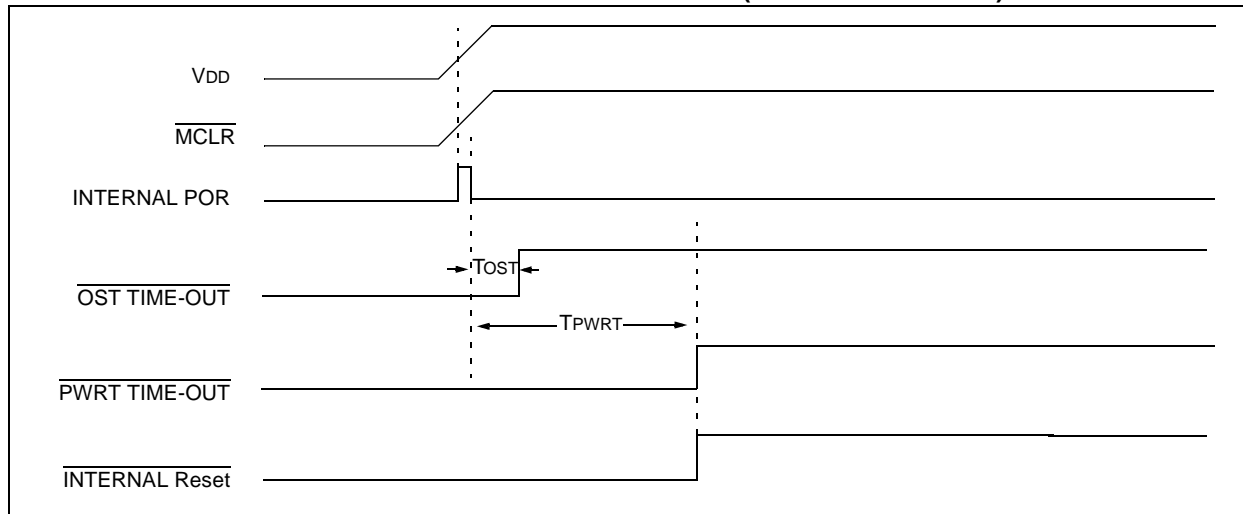 VDD
MCLR
INTERNAL POR
TOST
OST TIME-OUT
TPWRT
PWRT TIME-OUT
INTERNAL Reset